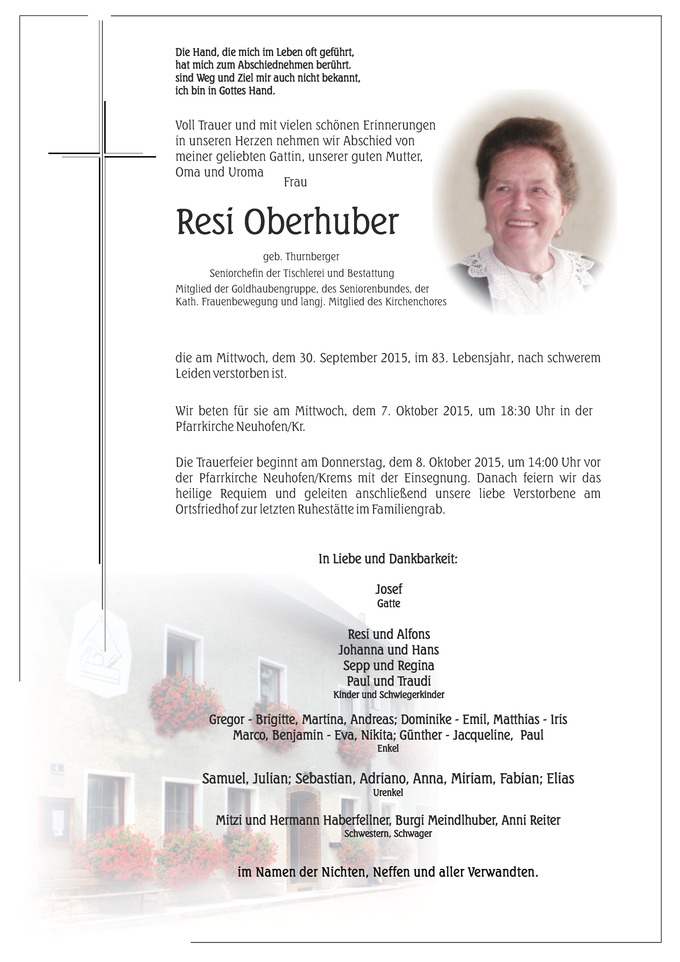 Die Hand, die mich im Leben oft geführt,
hat mich zum Abschiednehmen berührt.
sind Weg und Ziel mir auch nicht bekannt,
ich bin in Gottes Hand.
Voll Trauer und mit vielen schönen Erinnerungen
in unseren Herzen nehmen wir Abschied von
meiner geliebten Gattin, unserer guten Mutter,
Oma und Uroma
Frau
Resi Oberhuber
geb. Thurnberger
Seniorchefin der Tischlerei und Bestattung
Mitglied der Goldhaubengruppe, des Seniorenbundes, der
Kath. Frauenbewegung und langj. Mitglied des Kirchenchores
die am Mittwoch, dem 30. September 2015, im 83. Lebensjahr, nach schwerem
Leiden verstorben ist.
Wir beten für sie am Mittwoch, dem 7. Oktober 2015, um 18:30 Uhr in der
Pfarrkirche Neuhofen/Kr.
Die Trauerfeier beginnt am Donnerstag, dem 8. Oktober 2015, um 14:00 Uhr vor
der Pfarrkirche Neuhofen/Krems mit der Einsegnung. Danach feiern wir das
heilige Requiem und geleiten anschließend unsere liebe Verstorbene am
Ortsfriedhof zur letzten Ruhestätte im Familiengrab.
In Liebe und Dankbarkeit:
Josef
Gatte
Resi und Alfons
Johanna und Hans
Sepp und Regina
Paul und Traudi
Kinder und Schwiegerkinder
Gregor - Brigitte, Martina, Andreas; Dominike - Emil, Matthias - Iris
Marco, Benjamin - Eva, Nikita; Günther - Jacqueline, Paul
Enkel
Samuel, Julian; Sebastian, Adriano, Anna, Miriam, Fabian; Elias
Urenkel
Mitzi und Hermann Haberfellner, Burgi Meindlhuber, Anni Reiter
Schwestern, Schwager
im Namen der Nichten, Neffen und aller Verwandten.